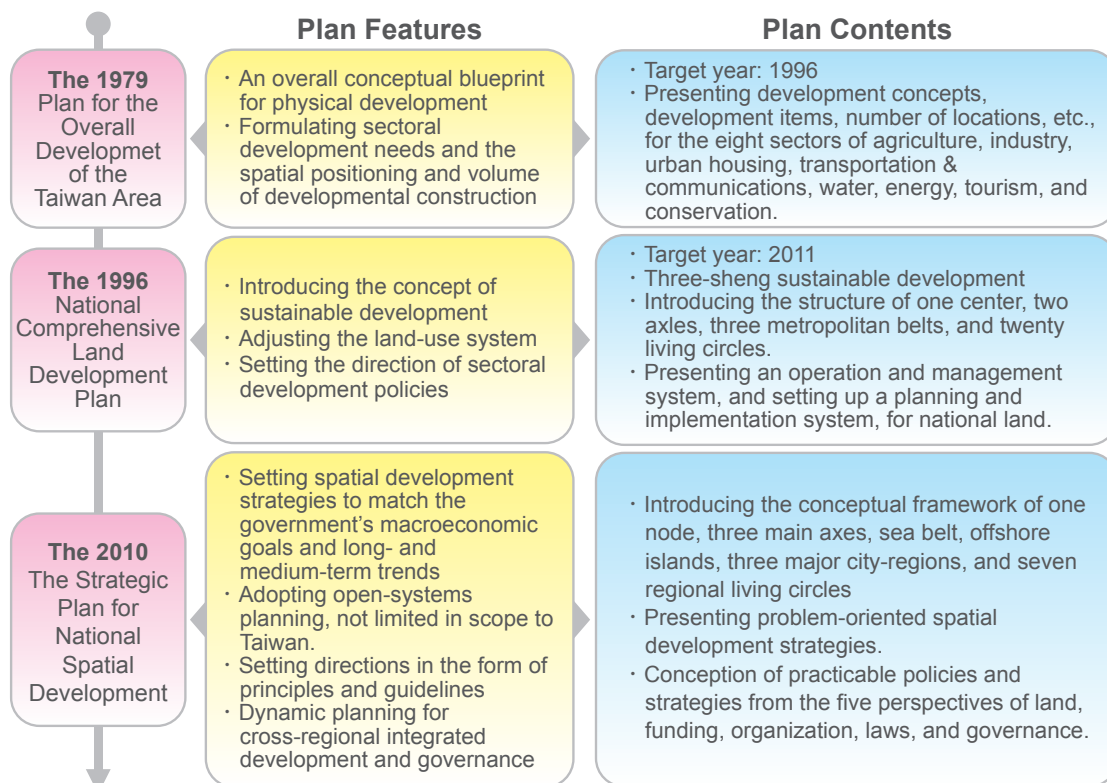 Plan Features
Plan Contents
The 1979
Plan for the
Overall
Developmet
of the
Taiwan Area
· An overall conceptual blueprint
for physical development
· Formulating sectoral
development needs and the
spatial positioning and volume
of developmental construction
· Target year: 1996
· Presenting development concepts,
development items, number of locations, etc.,
for the eight sectors of agriculture, industry,
urban housing, transportation &
communications, water, energy, tourism, and
conservation.
The 1996
National
Comprehensive
Land
Development
Plan
· Introducing the concept of
sustainable development
· Adjusting the land-use system
· Setting the direction of sectoral
development policies
· Target year: 2011
· Three-sheng sustainable development
· Introducing the structure of one center, two
axles, three metropolitan belts, and twenty
living circles.
· Presenting an operation and management
system, and setting up a planning and
implementation system, for national land.
The 2010
The Strategic
Plan for
National
Spatial
Development
· Setting spatial development
strategies to match the
government's macroeconomic
goals and long- and
medium-term trends
· Adopting open-systems
planning, not limited in scope to
Taiwan.
· Setting directions in the form of
principles and guidelines
· Dynamic planning for
cross-regional integrated
development and governance
· Introducing the conceptual framework of one
node, three main axes, sea belt, offshore
islands, three major city-regions, and seven
regional living circles
· Presenting problem-oriented spatial
development strategies.
· Conception of practicable policies and
strategies from the five perspectives of land,
funding, organization, laws, and governance.